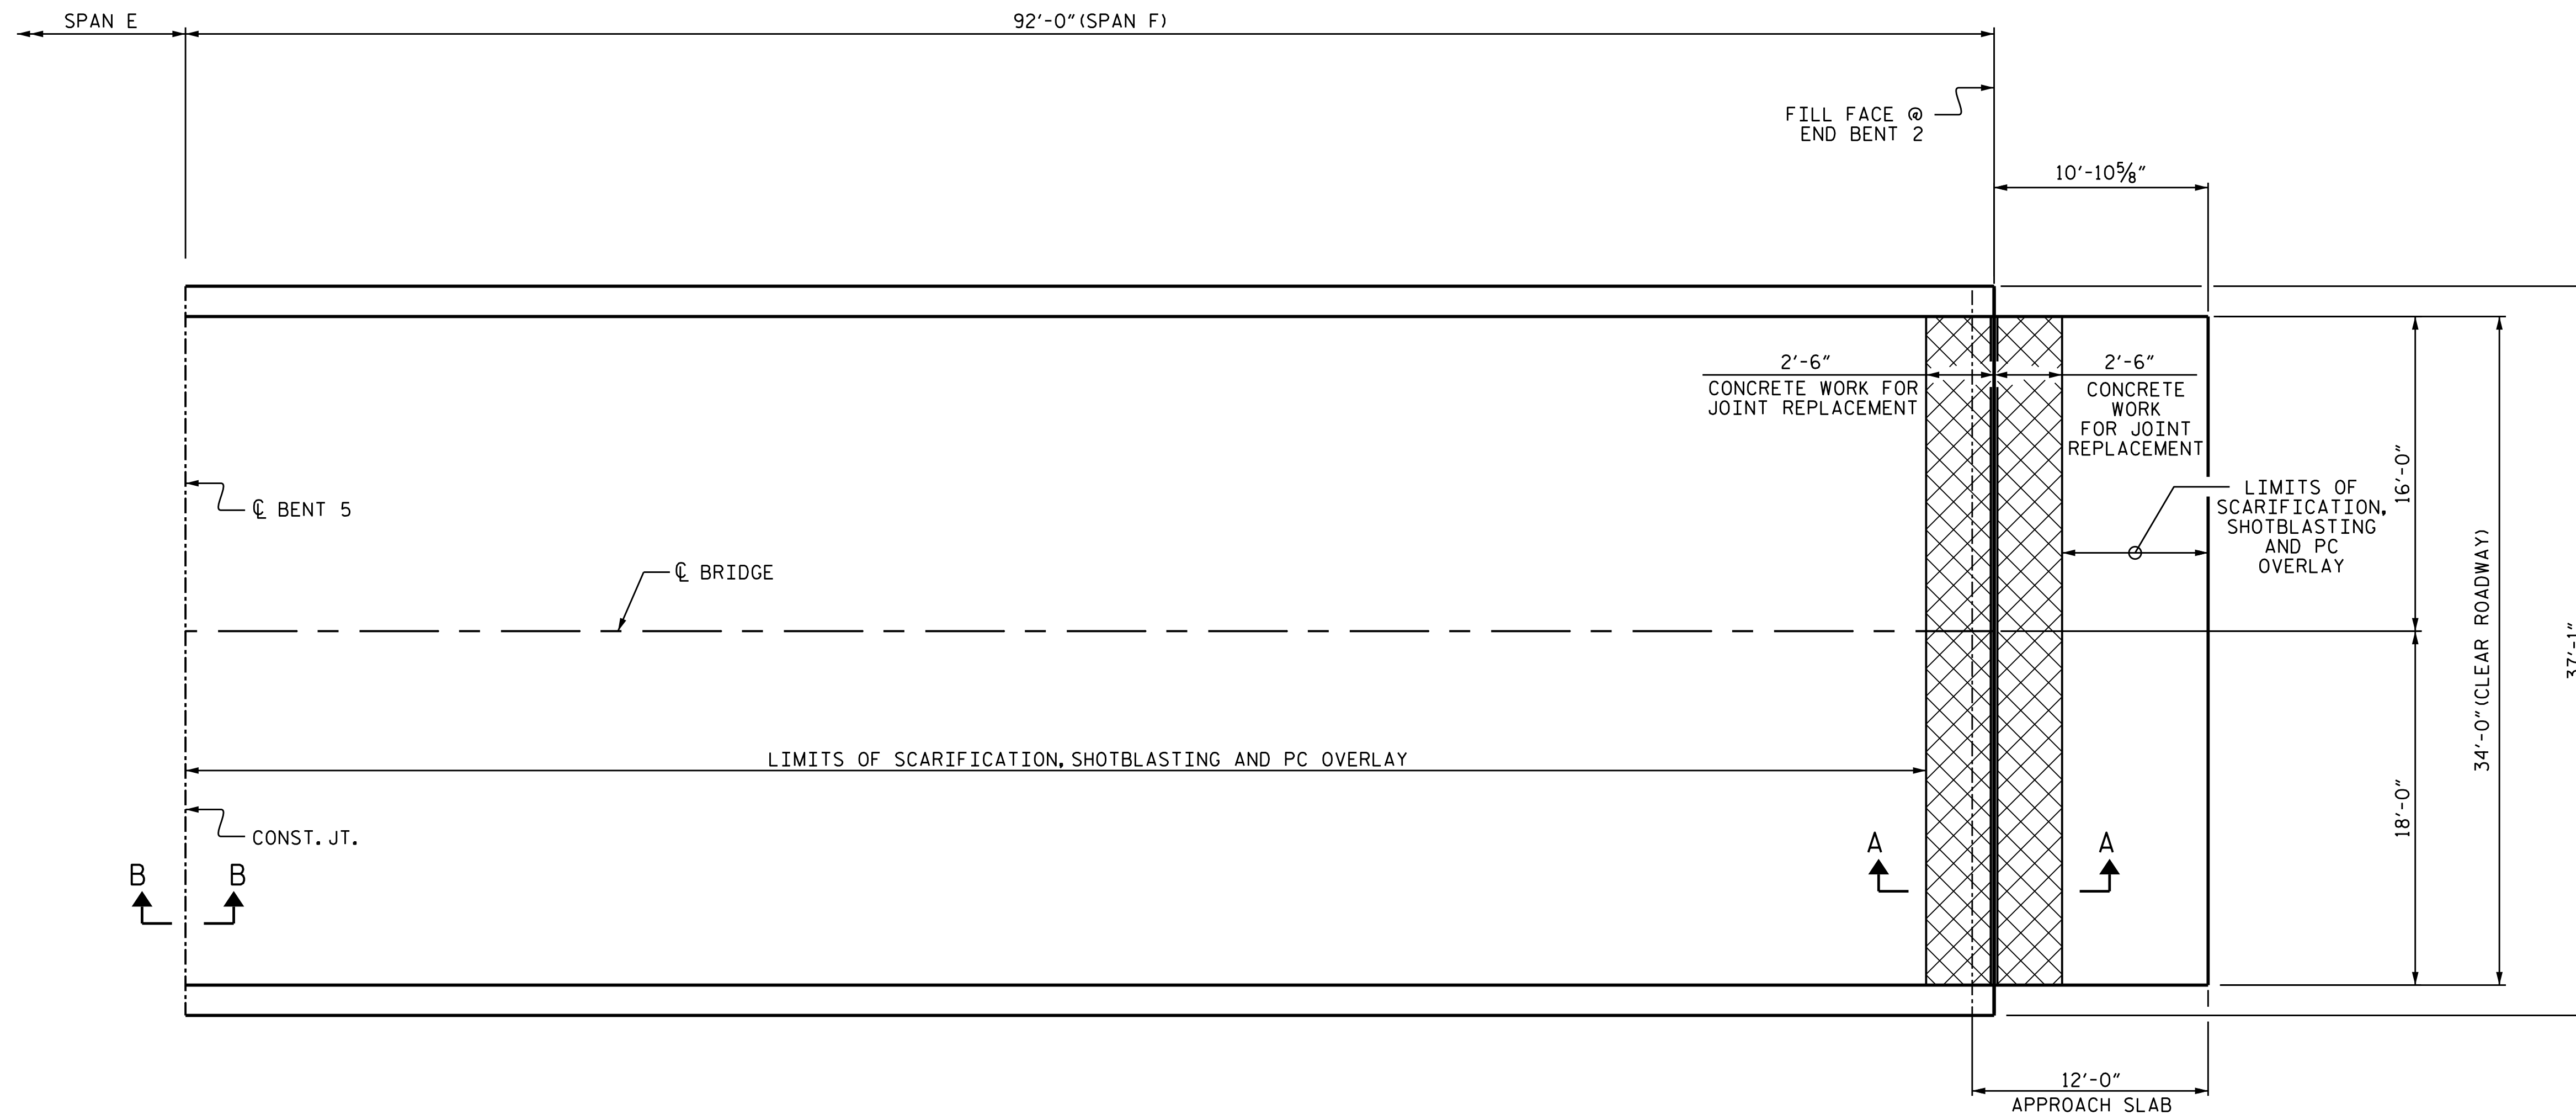 SPAN E
92'-0" (SPAN F)
FILL FACE @
END BENT 2
10'-10⅝"
2'-6"
CONCRETE WORK FOR
JOINT REPLACEMENT
2'-6"
CONCRETE
WORK
FOR JOINT
REPLACEMENT
LIMITS OF
SCARIFICATION,
SHOTBLASTING
AND PC
OVERLAY
16'-0"
℄ BENT 5
℄ BRIDGE
34'-0" (CLEAR ROADWAY)
37'-1"
LIMITS OF SCARIFICATION, SHOTBLASTING AND PC OVERLAY
18'-0"
CONST. JT.
A A
B B
12'-0"
APPROACH SLAB